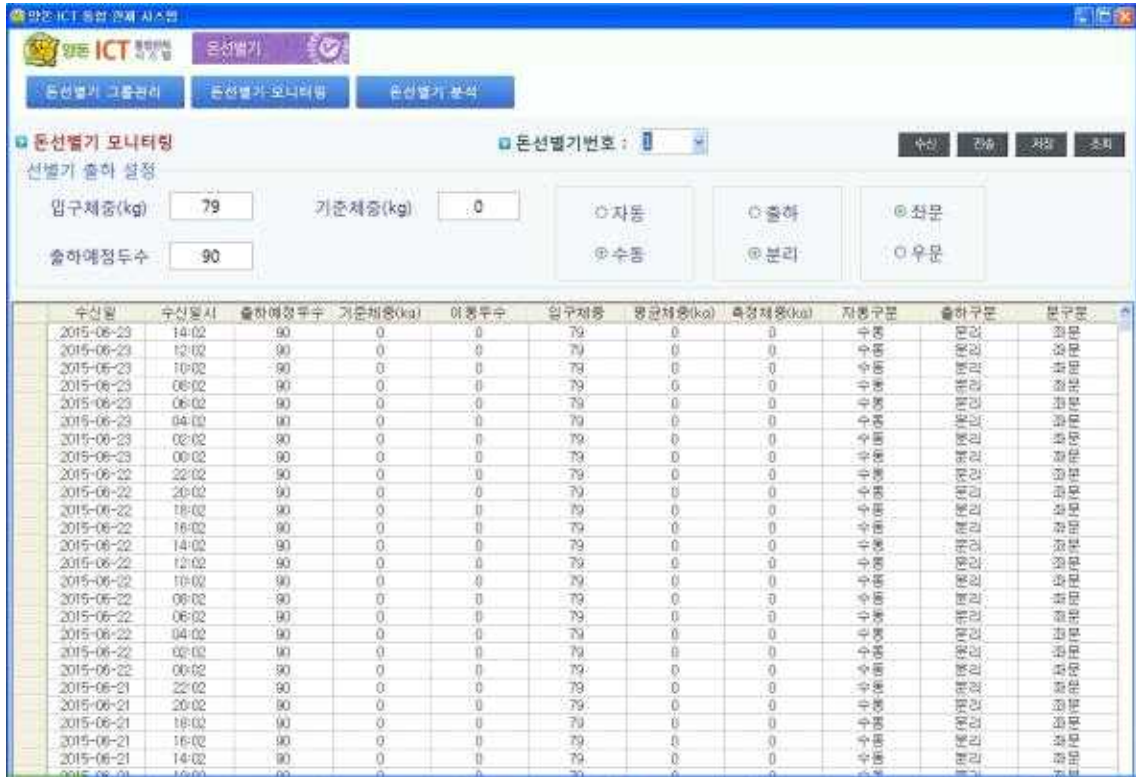 양돈 ICT 통합 관제 시스템
양돈 ICT 통합관제 시스템 돈선별기
돈선별기 그룹관리 돈선별기 모니터링 돈선별기 분석
돈선별기 모니터링 돈선별기번호 : 1 수신 전송 저장 조회
선별기 출하 설정
입구체중(kg) 79 기준체중(kg) 0 자동 출하 좌문
출하예정두수 90 수동 분리 우문
수신일 수신일시 출하예정두수 기준체중(kg) 이동두수 입구체중 평균체중(kg) 측정체중(kg) 자동구분 출하구분 문구분
2015-06-23 14:02 90 0 0 79 0 0 수동 분리 좌문
2015-06-23 12:02 90 0 0 79 0 0 수동 분리 좌문
2015-06-23 10:02 90 0 0 79 0 0 수동 분리 좌문
2015-06-23 08:02 90 0 0 79 0 0 수동 분리 좌문
2015-06-23 06:02 90 0 0 79 0 0 수동 분리 좌문
2015-06-23 04:02 90 0 0 79 0 0 수동 분리 좌문
2015-06-23 02:02 90 0 0 79 0 0 수동 분리 좌문
2015-06-23 00:02 90 0 0 79 0 0 수동 분리 좌문
2015-06-22 22:02 90 0 0 79 0 0 수동 분리 좌문
2015-06-22 20:02 90 0 0 79 0 0 수동 분리 좌문
2015-06-22 18:02 90 0 0 79 0 0 수동 분리 좌문
2015-06-22 16:02 90 0 0 79 0 0 수동 분리 좌문
2015-06-22 14:02 90 0 0 79 0 0 수동 분리 좌문
2015-06-22 12:02 90 0 0 79 0 0 수동 분리 좌문
2015-06-22 10:02 90 0 0 79 0 0 수동 분리 좌문
2015-06-22 08:02 90 0 0 79 0 0 수동 분리 좌문
2015-06-22 06:02 90 0 0 79 0 0 수동 분리 좌문
2015-06-22 04:02 90 0 0 79 0 0 수동 분리 좌문
2015-06-22 02:02 90 0 0 79 0 0 수동 분리 좌문
2015-06-22 00:02 90 0 0 79 0 0 수동 분리 좌문
2015-06-21 22:02 90 0 0 79 0 0 수동 분리 좌문
2015-06-21 20:02 90 0 0 79 0 0 수동 분리 좌문
2015-06-21 18:02 90 0 0 79 0 0 수동 분리 좌문
2015-06-21 16:02 90 0 0 79 0 0 수동 분리 좌문
2015-06-21 14:02 90 0 0 79 0 0 수동 분리 좌문